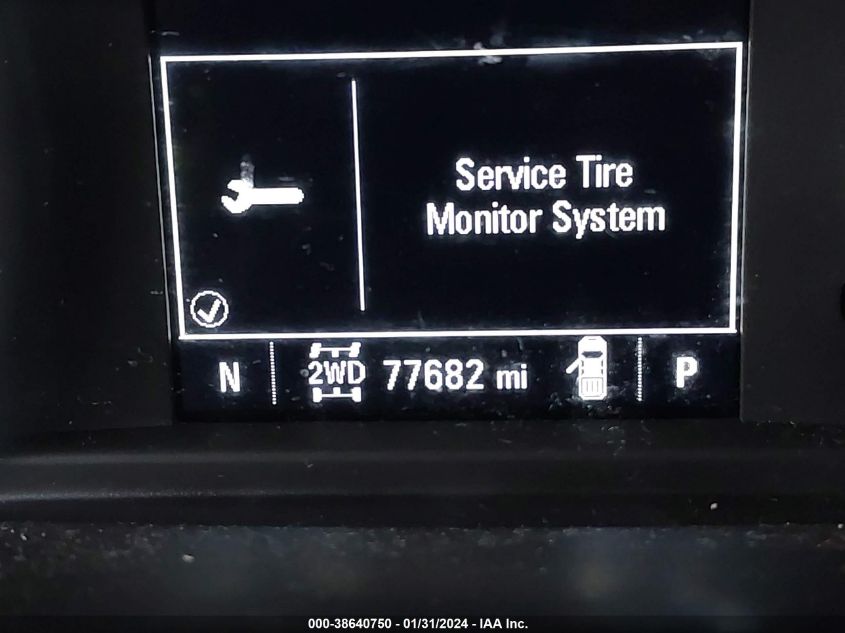 Service Tire
Monitor System
N 2WD 77682 mi P
000-38640750 - 01/31/2024 - IAA Inc.